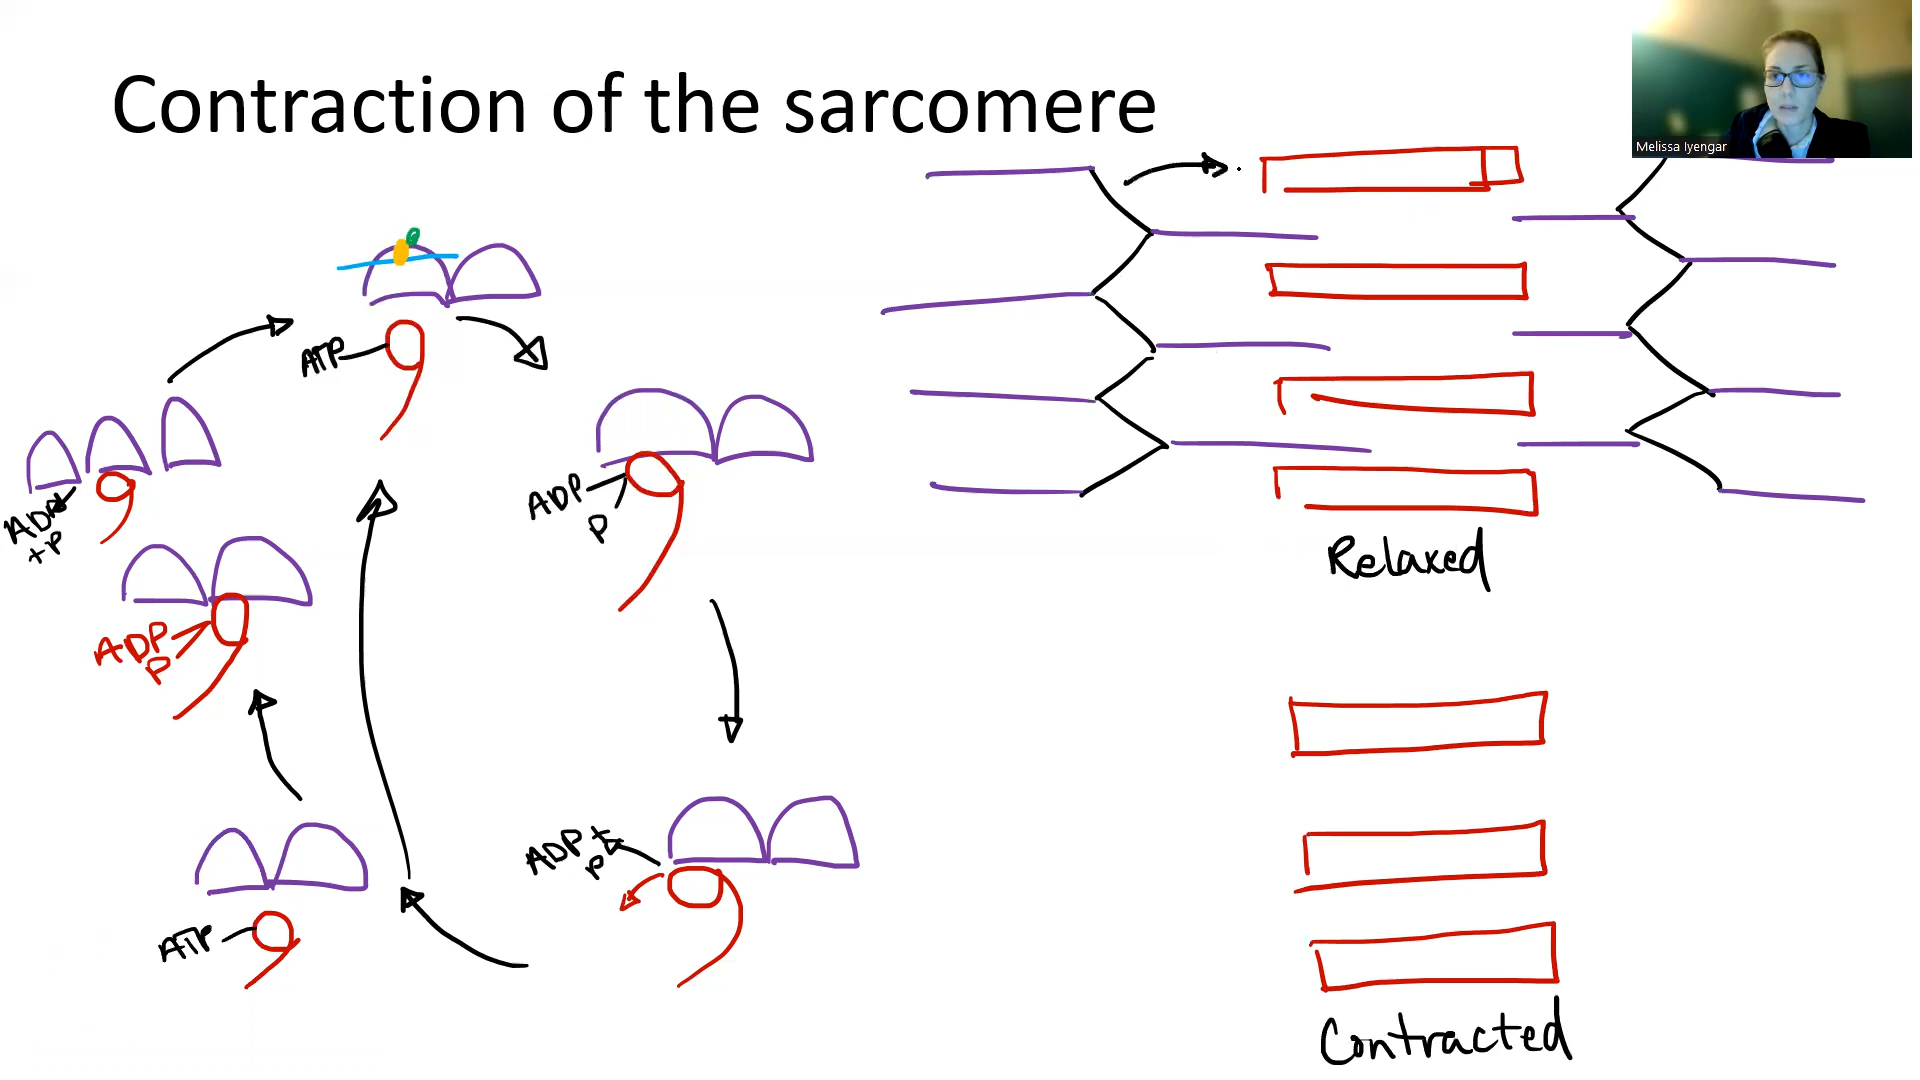 Contraction of the sarcomere
Melissa Iyengar
ATP
ADP
P
ADP +
P
ATP
ADP
P
ADP
+ P
Relaxed
Contracted